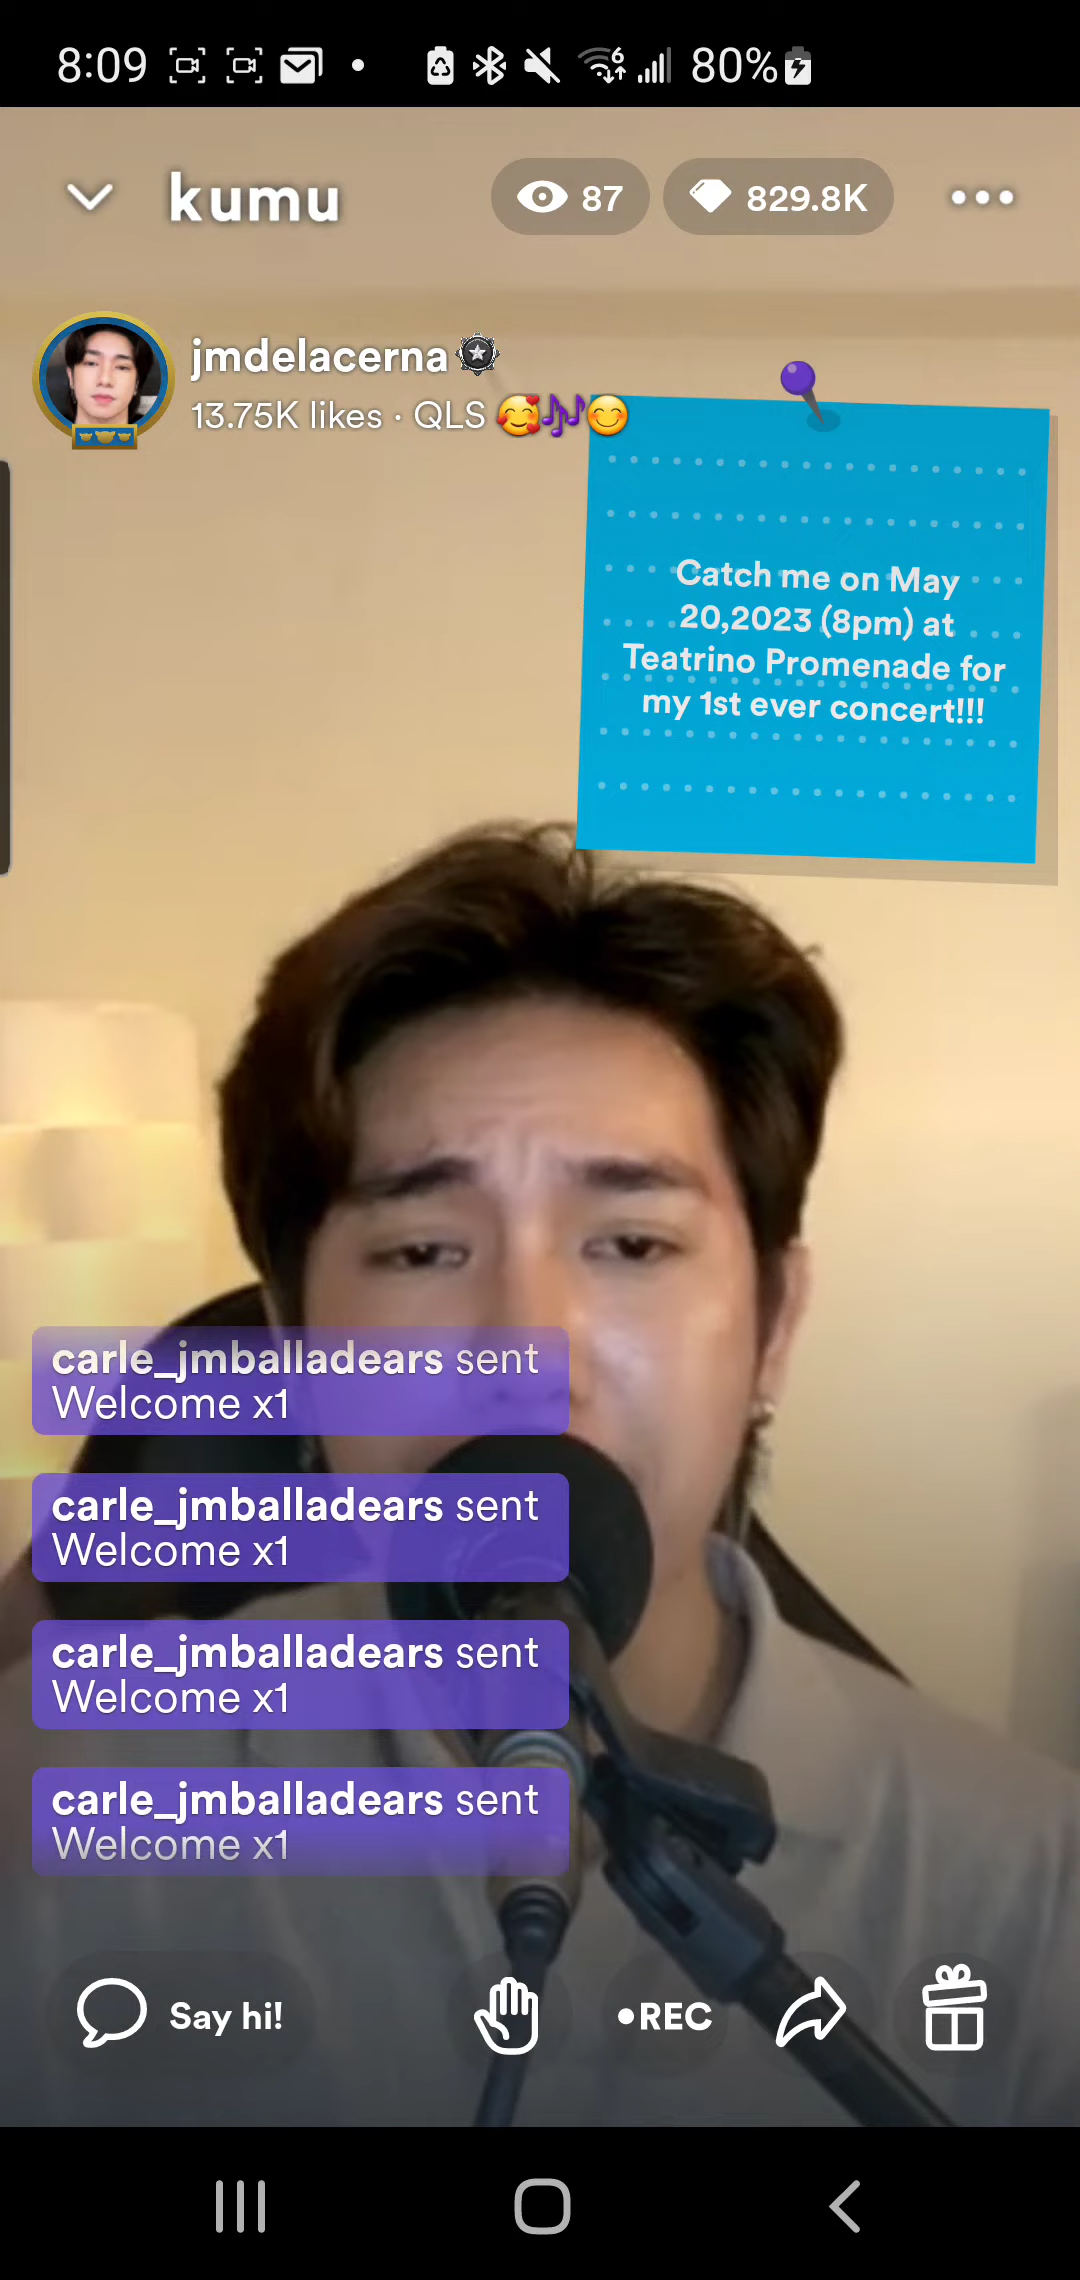 8:09 6 80%
kumu 87 829.8K
jmdelacerna
13.75K likes · QLS 🥰🎶😊
Catch me on May
20,2023 (8pm) at
Teatrino Promenade for
my 1st ever concert!!!
carle_jmballadears sent
Welcome x1
carle_jmballadears sent
Welcome x1
carle_jmballadears sent
Welcome x1
carle_jmballadears sent
Welcome x1
Say hi! •REC